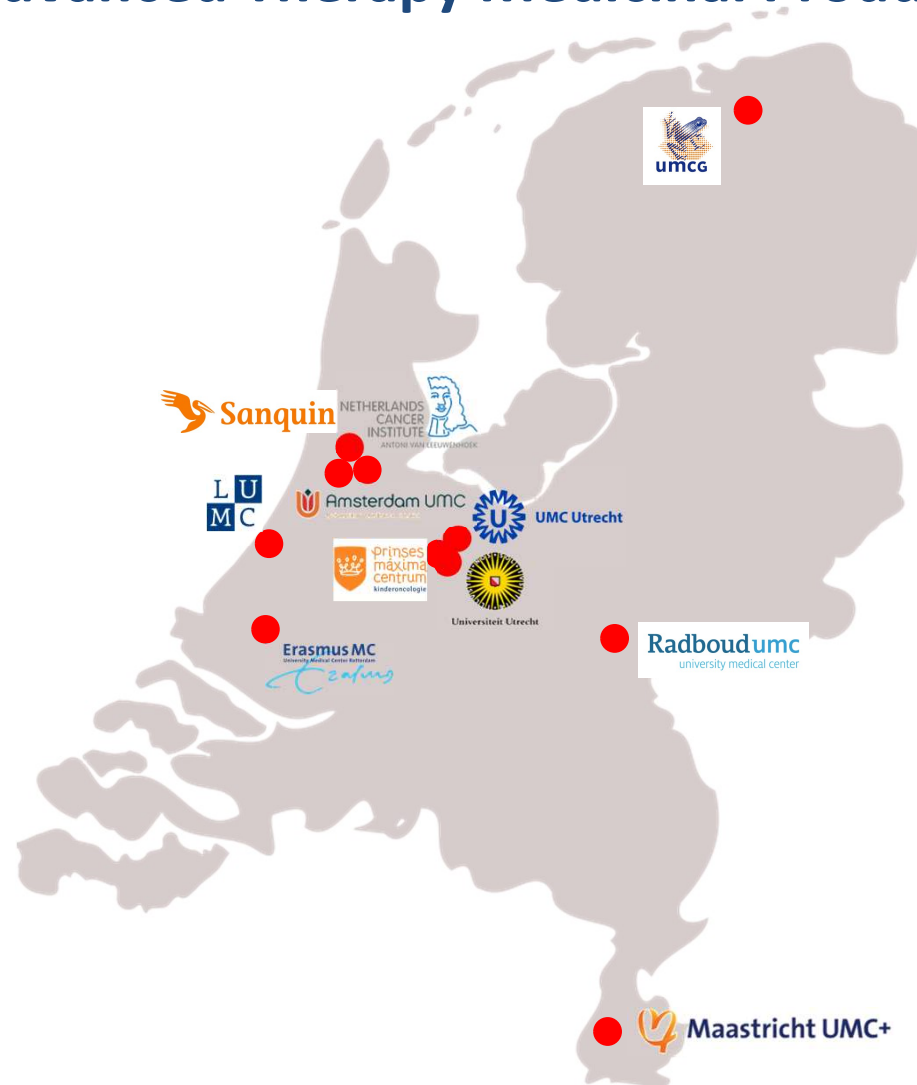 Advanced Therapy Medicinal Produ
umcg
Sanquin
NETHERLANDS
CANCER
INSTITUTE
ANTONI VAN LEEUWENHOEK
L U
M C
Amsterdam UMC
U
UMC Utrecht
prinses
máxima
centrum
kinderoncologie
Universiteit Utrecht
Erasmus MC
University Medical Center Rotterdam
Erasmus
Radboudumc
university medical center
Maastricht UMC+